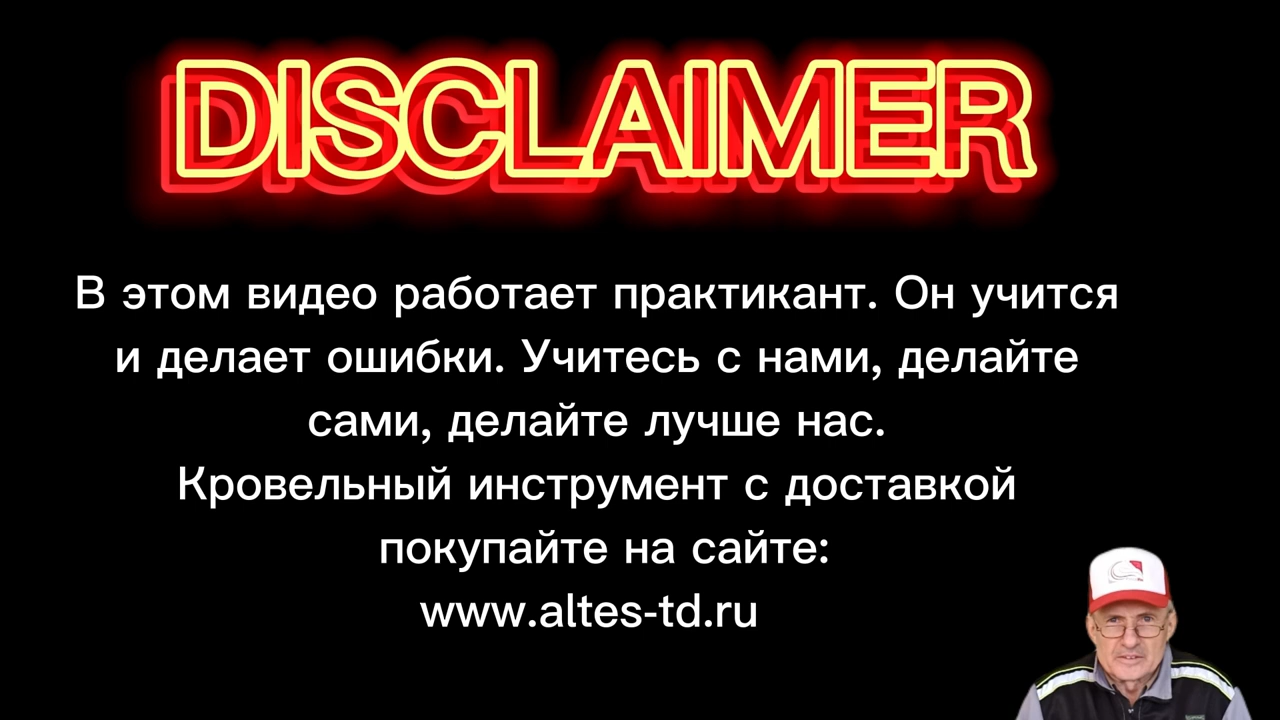 DISCLAIMER
В этом видео работает практикант. Он учится
и делает ошибки. Учитесь с нами, делайте
сами, делайте лучше нас.
Кровельный инструмент с доставкой
покупайте на сайте:
www.altes-td.ru